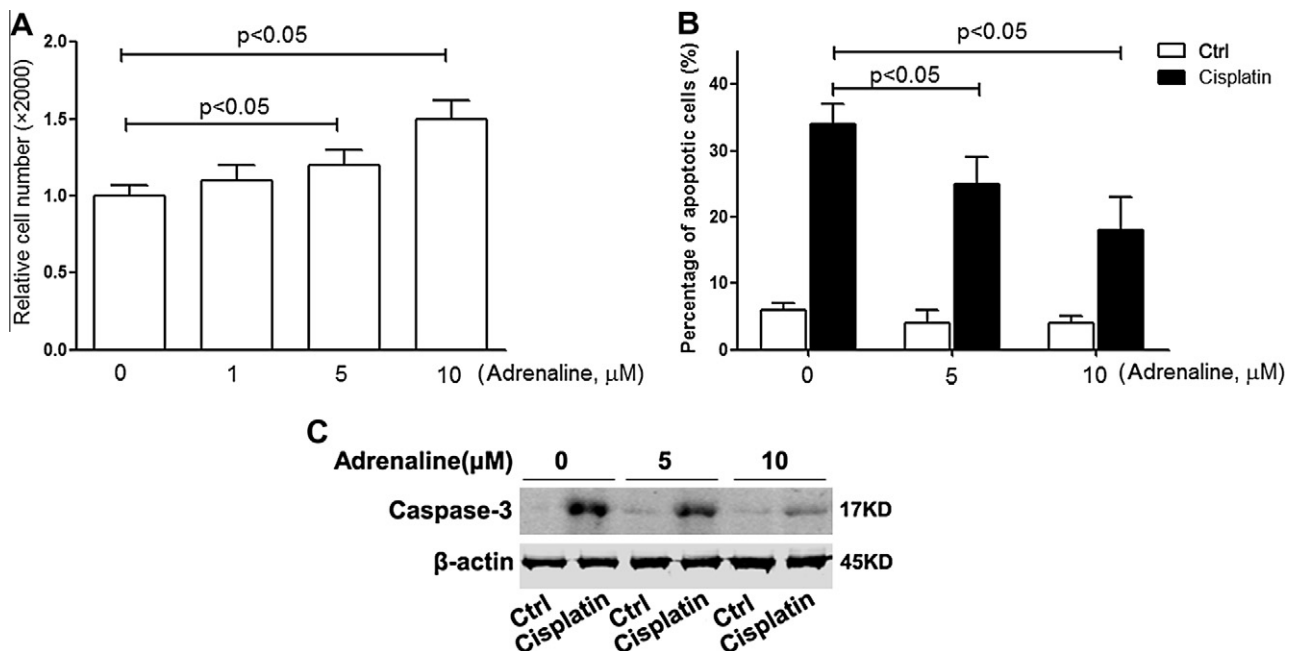 A
Relative cell number (×2000)
2.0
1.5
1.0
0.5
0.0
p<0.05
p<0.05
0 1 5 10 (Adrenaline, μM)
B
Percentage of apoptotic cells (%)
40
30
20
10
0
p<0.05
p<0.05
Ctrl
Cisplatin
0 5 10 (Adrenaline, μM)
C
Adrenaline(μM) 0 5 10
Caspase-3 17KD
β-actin 45KD
Ctrl Cisplatin Ctrl Cisplatin Ctrl Cisplatin